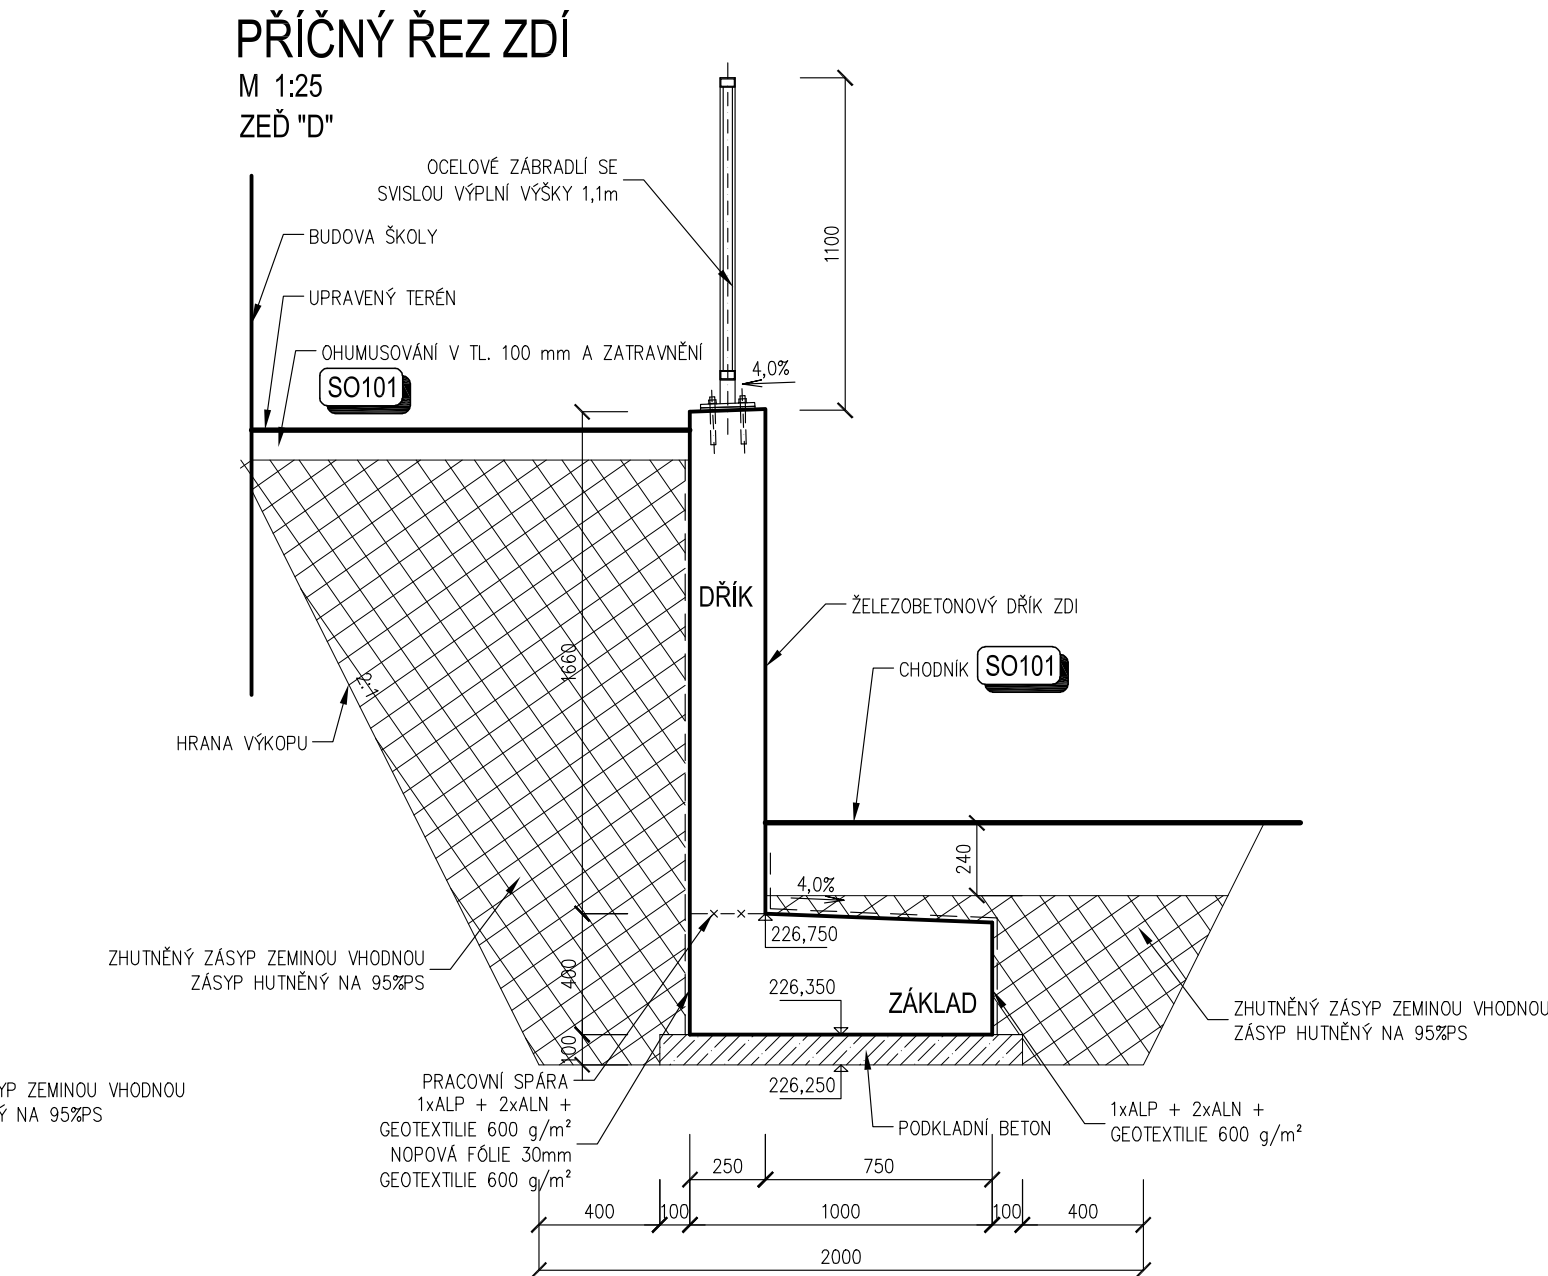 PŘÍČNÝ ŘEZ ZDÍ
M 1:25
ZEĎ "D"
OCELOVÉ ZÁBRADLÍ SE
SVISLOU VÝPLNÍ VÝŠKY 1,1m
BUDOVA ŠKOLY
1100
UPRAVENÝ TERÉN
OHUMUSOVÁNÍ V TL. 100 mm A ZATRAVNĚNÍ
4,0%
SO101
DŘÍK
ŽELEZOBETONOVÝ DŘÍK ZDI
1660
CHODNÍK SO101
2:1
HRANA VÝKOPU
240
4,0%
226,750
ZHUTNĚNÝ ZÁSYP ZEMINOU VHODNOU
ZÁSYP HUTNĚNÝ NA 95%PS
400
226,350
ZÁKLAD
ZHUTNĚNÝ ZÁSYP ZEMINOU VHODNOU
ZÁSYP HUTNĚNÝ NA 95%PS
100
226,250
YP ZEMINOU VHODNOU
Ý NA 95%PS
PRACOVNÍ SPÁRA
1xALP + 2xALN +
GEOTEXTILIE 600 g/m²
NOPOVÁ FÓLIE 30mm
GEOTEXTILIE 600 g/m²
PODKLADNÍ BETON
1xALP + 2xALN +
GEOTEXTILIE 600 g/m²
250 750
400 100 1000 100 400
2000